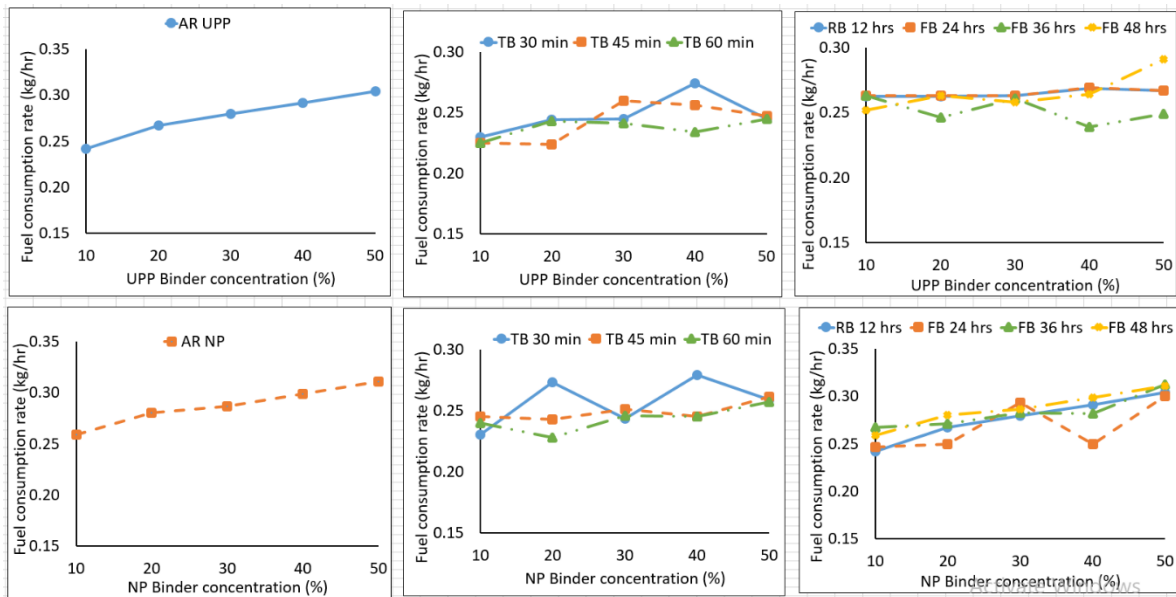 AR UPP
Fuel consumption rate (kg/hr)
0.35
0.30
0.25
0.20
0.15
10 20 30 40 50
UPP Binder concentration (%)
TB 30 min TB 45 min TB 60 min
Fuel consumption rate (kg/hr)
0.30
0.25
0.20
0.15
10 20 30 40 50
UPP Binder concentration (%)
RB 12 hrs FB 24 hrs FB 36 hrs FB 48 hrs
Fuel consumption rate (kg/hr)
0.30
0.25
0.20
0.15
10 20 30 40 50
UPP Binder concentration (%)
AR NP
Fuel consumption rate (kg/hr)
0.35
0.30
0.25
0.20
0.15
10 20 30 40 50
NP Binder concentration (%)
TB 30 min TB 45 min TB 60 min
Fuel consumption rate (kg/hr)
0.30
0.25
0.20
0.15
10 20 30 40 50
NP Binder concentration (%)
RB 12 hrs FB 24 hrs FB 36 hrs FB 48 hrs
Fuel consumption rate (kg/hr)
0.35
0.30
0.25
0.20
0.15
10 20 30 40 50
NP Binder concentration (%)
Activate Windows